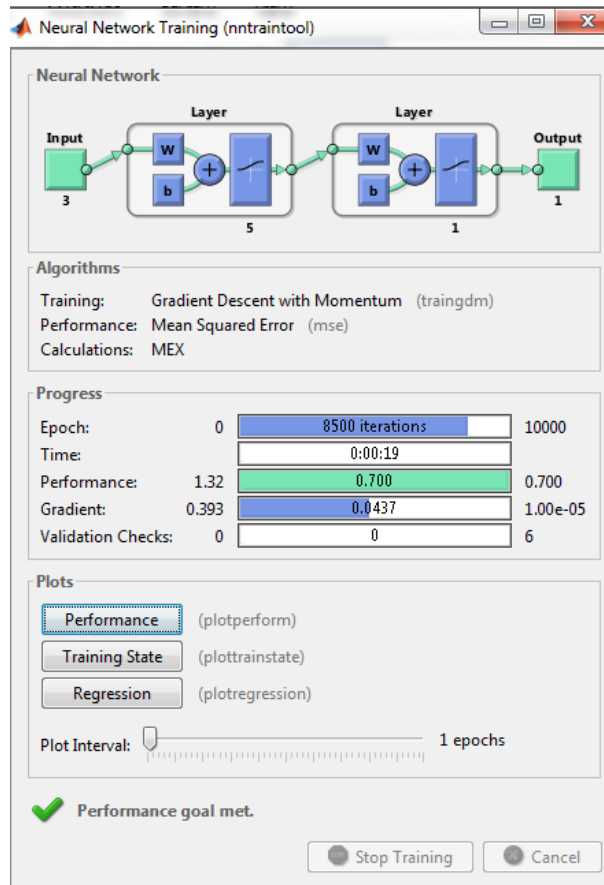 Neural Network Training (nntraintool)
Neural Network
Layer Layer
Input Output
W W
b b
+ +
3 1
5 1
Algorithms
Training: Gradient Descent with Momentum (traingdm)
Performance: Mean Squared Error (mse)
Calculations: MEX
Progress
Epoch: 0 8500 iterations 10000
Time: 0:00:19
Performance: 1.32 0.700 0.700
Gradient: 0.393 0.0437 1.00e-05
Validation Checks: 0 0 6
Plots
Performance (plotperform)
Training State (plottrainstate)
Regression (plotregression)
Plot Interval: 1 epochs
Performance goal met.
Stop Training Cancel